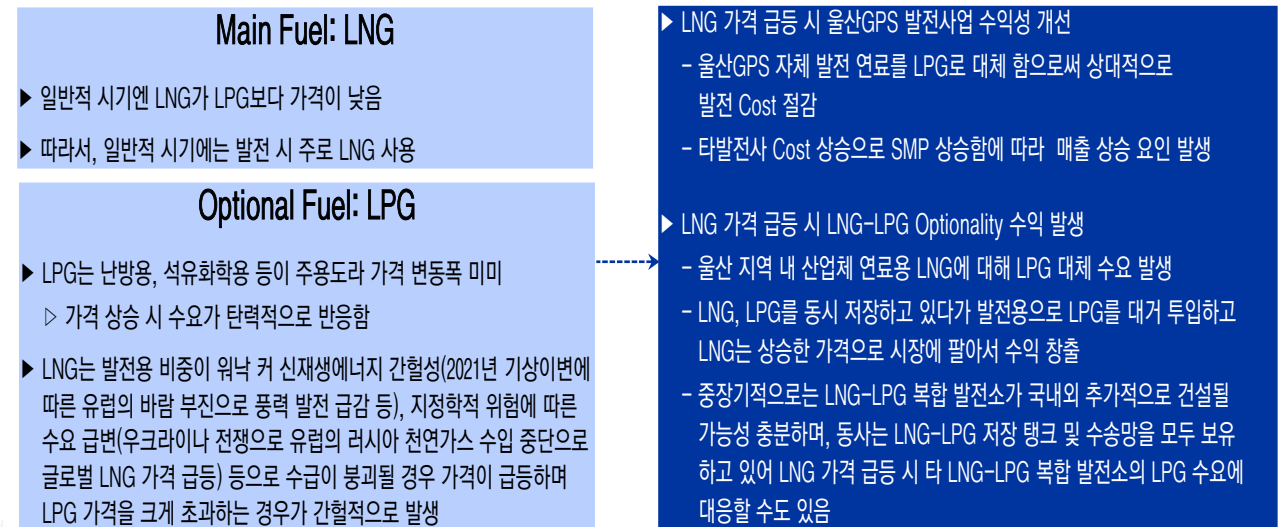 Main Fuel: LNG
▶ 일반적 시기엔 LNG가 LPG보다 가격이 낮음
▶ 따라서, 일반적 시기에는 발전 시 주로 LNG 사용
Optional Fuel: LPG
▶ LPG는 난방용, 석유화학용 등이 주용도라 가격 변동폭 미미
▷ 가격 상승 시 수요가 탄력적으로 반응함
▶ LNG는 발전용 비중이 워낙 커 신재생에너지 간헐성(2021년 기상이변에
따른 유럽의 바람 부진으로 풍력 발전 급감 등), 지정학적 위험에 따른
수요 급변(우크라이나 전쟁으로 유럽의 러시아 천연가스 수입 중단으로
글로벌 LNG 가격 급등) 등으로 수급이 붕괴될 경우 가격이 급등하며
LPG 가격을 크게 초과하는 경우가 간헐적으로 발생
▶ LNG 가격 급등 시 울산GPS 발전사업 수익성 개선
- 울산GPS 자체 발전 연료를 LPG로 대체 함으로써 상대적으로
발전 Cost 절감
- 타발전사 Cost 상승으로 SMP 상승함에 따라 매출 상승 요인 발생
▶ LNG 가격 급등 시 LNG-LPG Optionality 수익 발생
- 울산 지역 내 산업체 연료용 LNG에 대해 LPG 대체 수요 발생
- LNG, LPG를 동시 저장하고 있다가 발전용으로 LPG를 대거 투입하고
LNG는 상승한 가격으로 시장에 팔아서 수익 창출
- 중장기적으로는 LNG-LPG 복합 발전소가 국내외 추가적으로 건설될
가능성 충분하며, 동사는 LNG-LPG 저장 탱크 및 수송망을 모두 보유
하고 있어 LNG 가격 급등 시 타 LNG-LPG 복합 발전소의 LPG 수요에
대응할 수도 있음